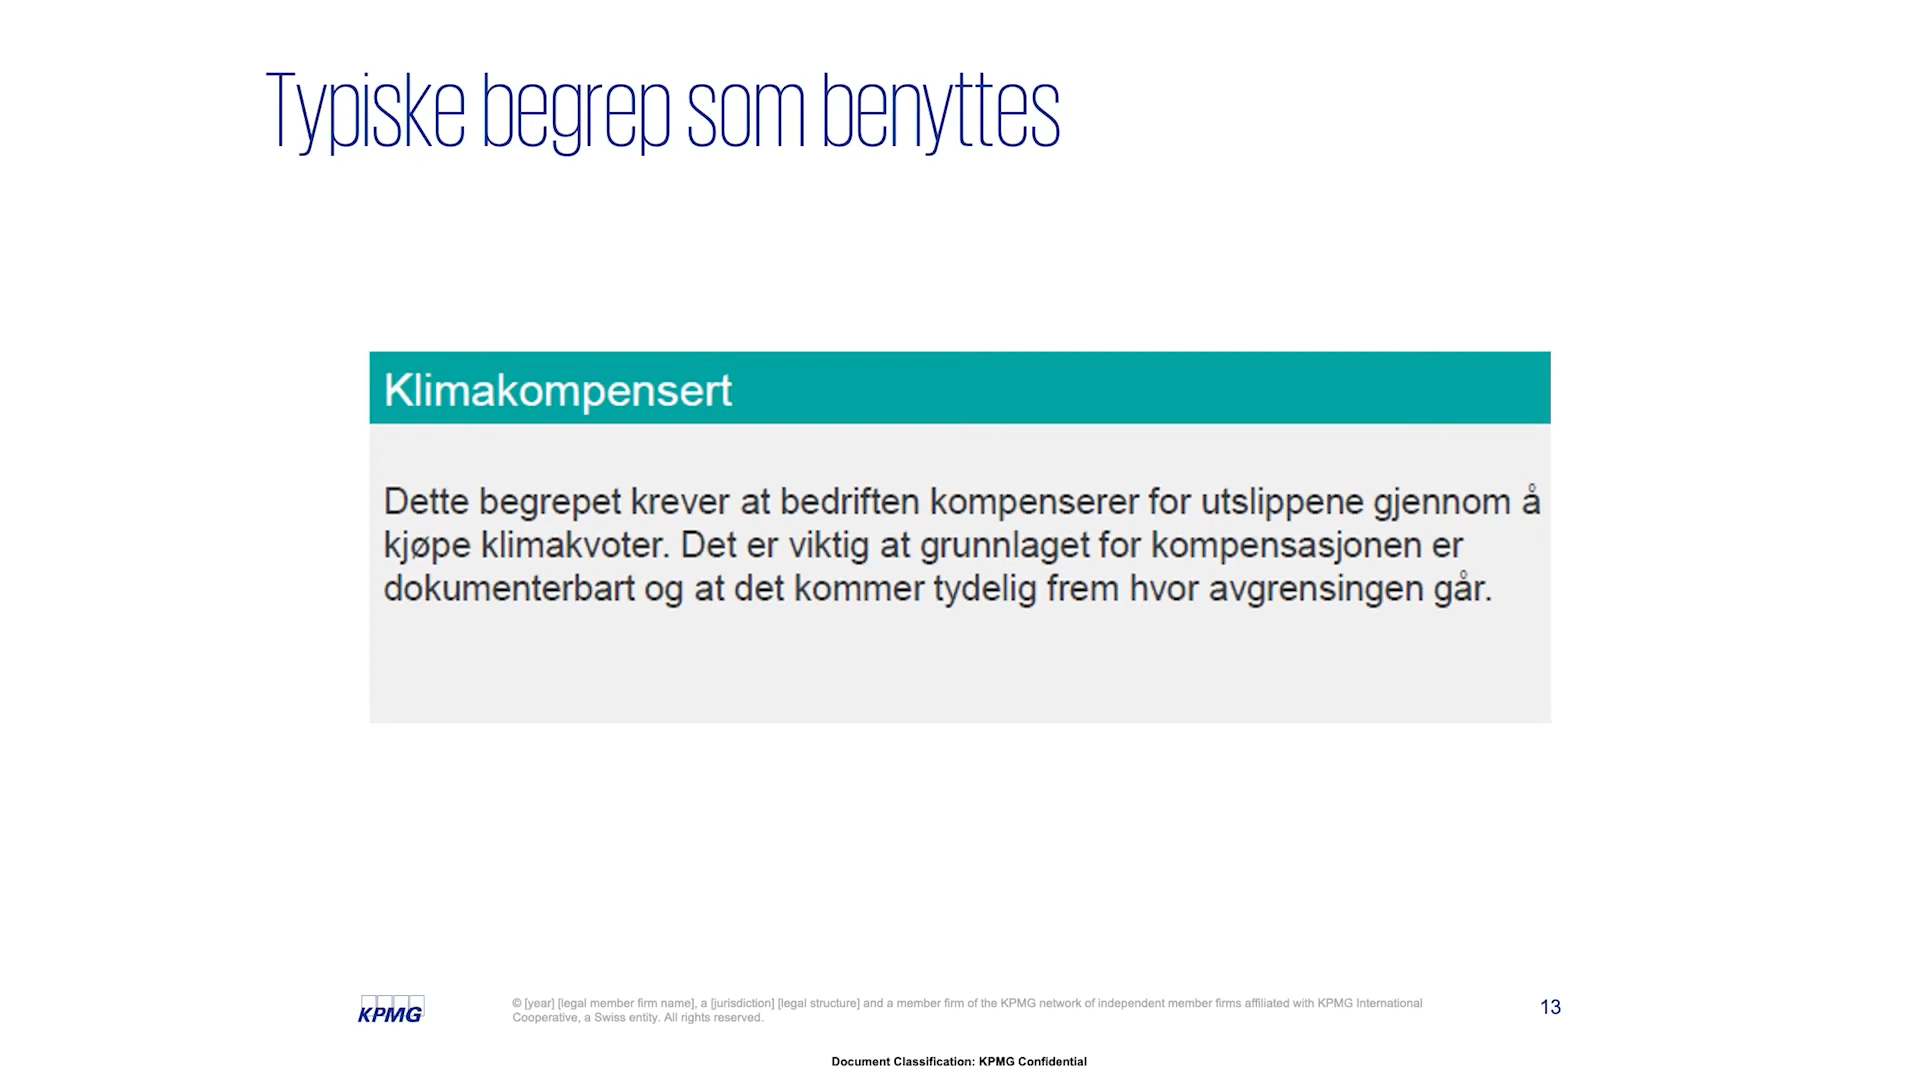 Typiske begrep som benyttes
Klimakompensert
Dette begrepet krever at bedriften kompenserer for utslippene gjennom å
kjøpe klimakvoter. Det er viktig at grunnlaget for kompensasjonen er
dokumenterbart og at det kommer tydelig frem hvor avgrensingen går.
KPMG
© [year] [legal member firm name], a [jurisdiction] [legal structure] and a member firm of the KPMG network of independent member firms affiliated with KPMG International
Cooperative, a Swiss entity. All rights reserved.
13
Document Classification: KPMG Confidential